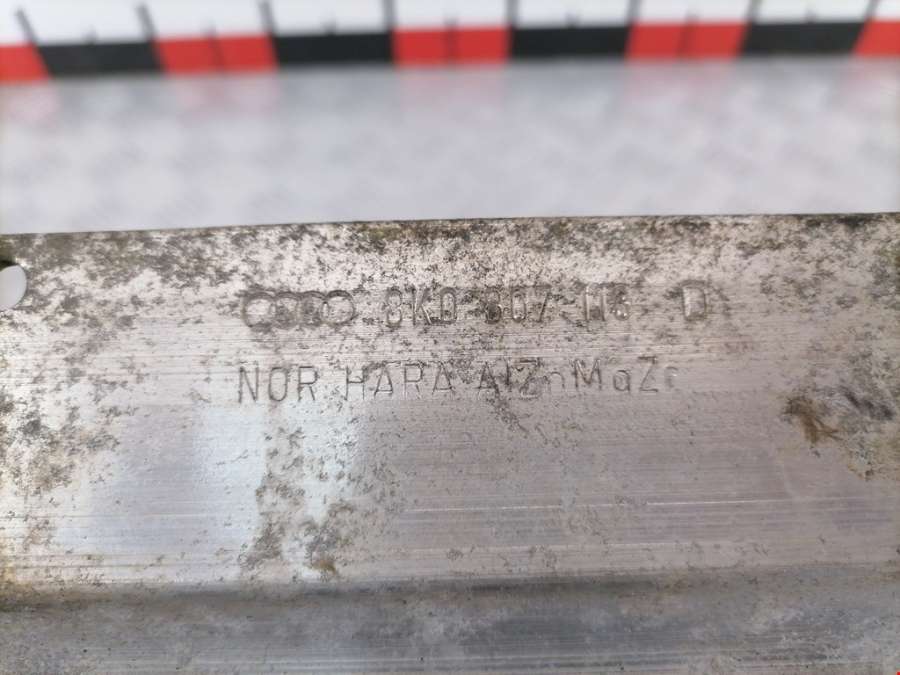 8K0 807 113 D
NOR HARA AlZnMgZr